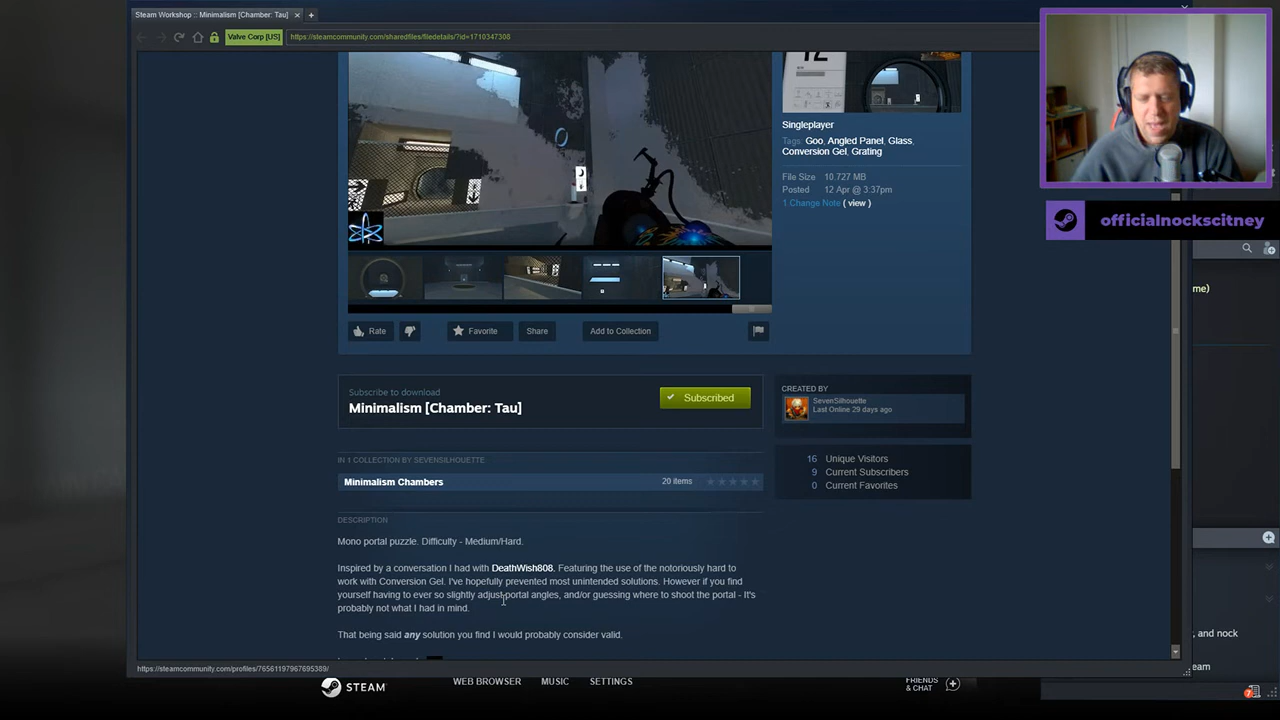 Steam Workshop :: Minimalism [Chamber: Tau]
Valve Corp [US]
https://steamcommunity.com/sharedfiles/filedetails/?id=1710347308
Singleplayer
Tags: Goo, Angled Panel, Glass,
Conversion Gel, Grating
File Size 10.727 MB
Posted 12 Apr @ 3:37pm
1 Change Note ( view )
officialnockscitney
me)
Rate
Favorite
Share
Add to Collection
Subscribe to download
Minimalism [Chamber: Tau]
Subscribed
CREATED BY
SevenSilhouette
Last Online 29 days ago
16 Unique Visitors
9 Current Subscribers
0 Current Favorites
IN 1 COLLECTION BY SEVENSILHOUETTE
Minimalism Chambers 20 items
DESCRIPTION
Mono portal puzzle. Difficulty - Medium/Hard.
Inspired by a conversation I had with DeathWish808. Featuring the use of the notoriously hard to
work with Conversion Gel. I've hopefully prevented most unintended solutions. However if you find
yourself having to ever so slightly adjust portal angles, and/or guessing where to shoot the portal - It's
probably not what I had in mind.
That being said any solution you find I would probably consider valid.
, and nock
eam
https://steamcommunity.com/profiles/76561197967695389/
STEAM
WEB BROWSER
MUSIC
SETTINGS
FRIENDS
& CHAT